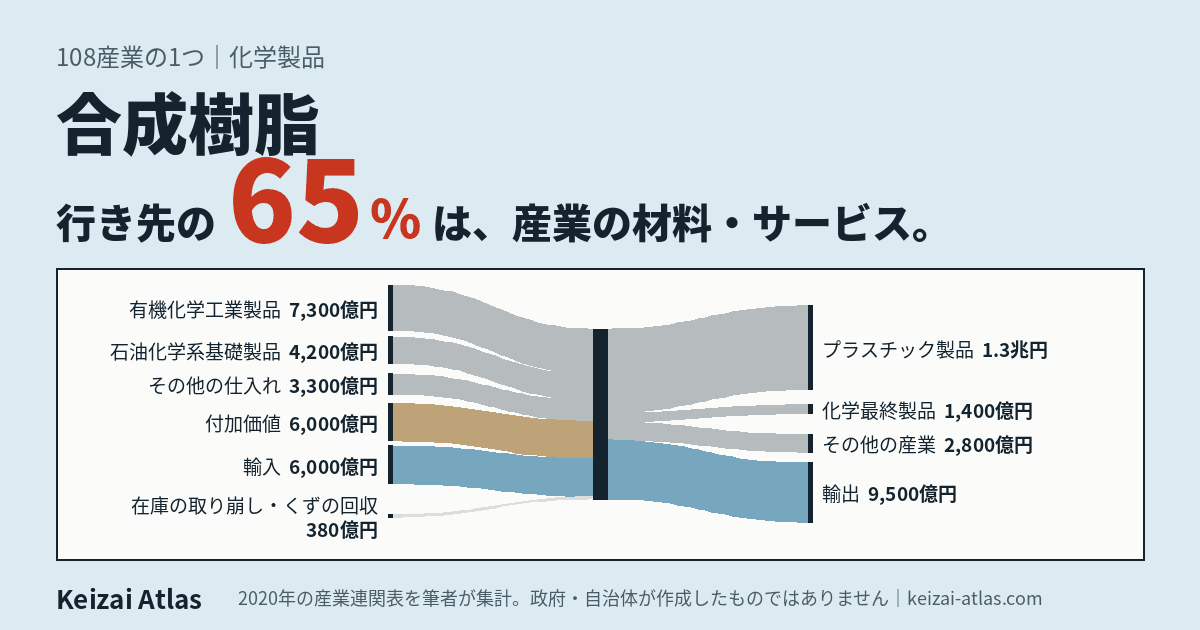 108産業の1つ｜化学製品
合成樹脂
行き先の 65% は、産業の材料・サービス。
有機化学工業製品 7,300億円
石油化学系基礎製品 4,200億円
その他の仕入れ 3,300億円
付加価値 6,000億円
輸入 6,000億円
在庫の取り崩し・くずの回収
380億円
プラスチック製品 1.3兆円
化学最終製品 1,400億円
その他の産業 2,800億円
輸出 9,500億円
Keizai Atlas 2020年の産業連関表を筆者が集計。政府・自治体が作成したものではありません｜keizai-atlas.com